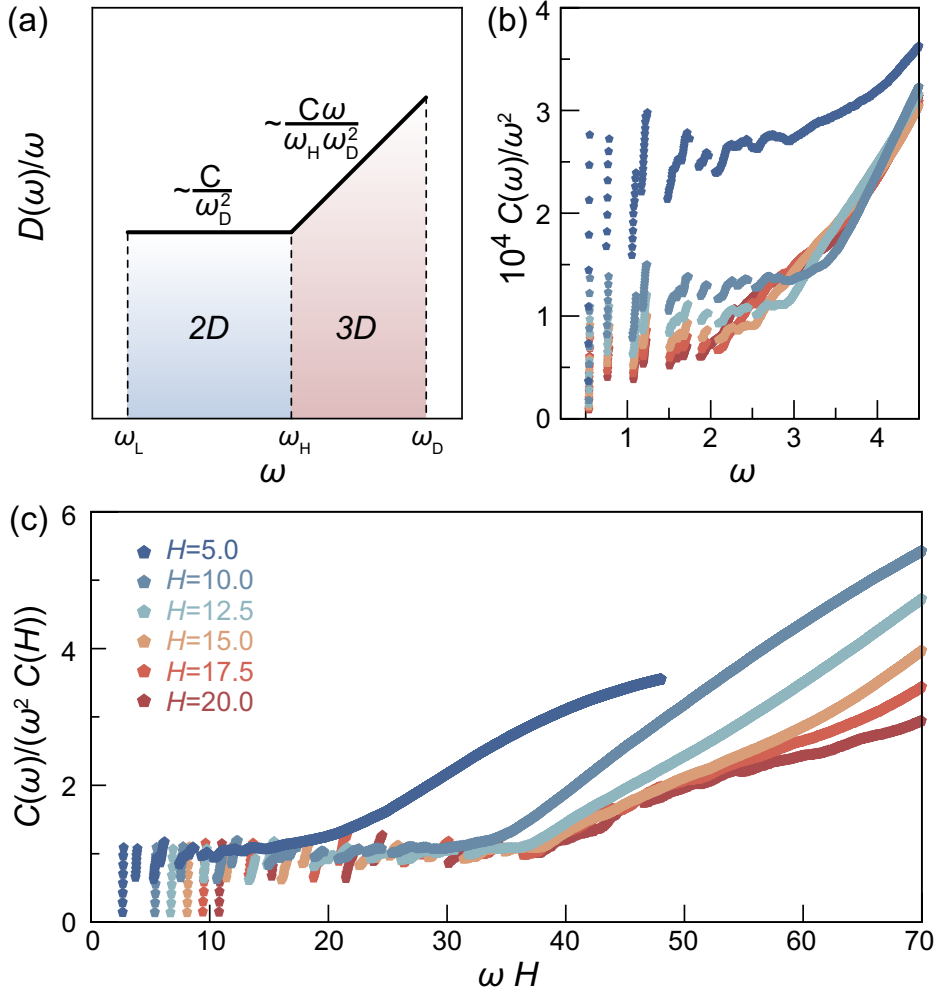 (a)
D(ω)/ω
~C/ω_D^2
~Cω/ω_H ω_D^2
2D
3D
ω_L
ω_H
ω_D
ω
(b)
10^4 C(ω)/ω^2
4
3
2
1
0
1
2
3
4
ω
(c)
C(ω)/(ω^2 C(H))
6
4
2
0
H=5.0
H=10.0
H=12.5
H=15.0
H=17.5
H=20.0
0
10
20
30
40
50
60
70
ω H